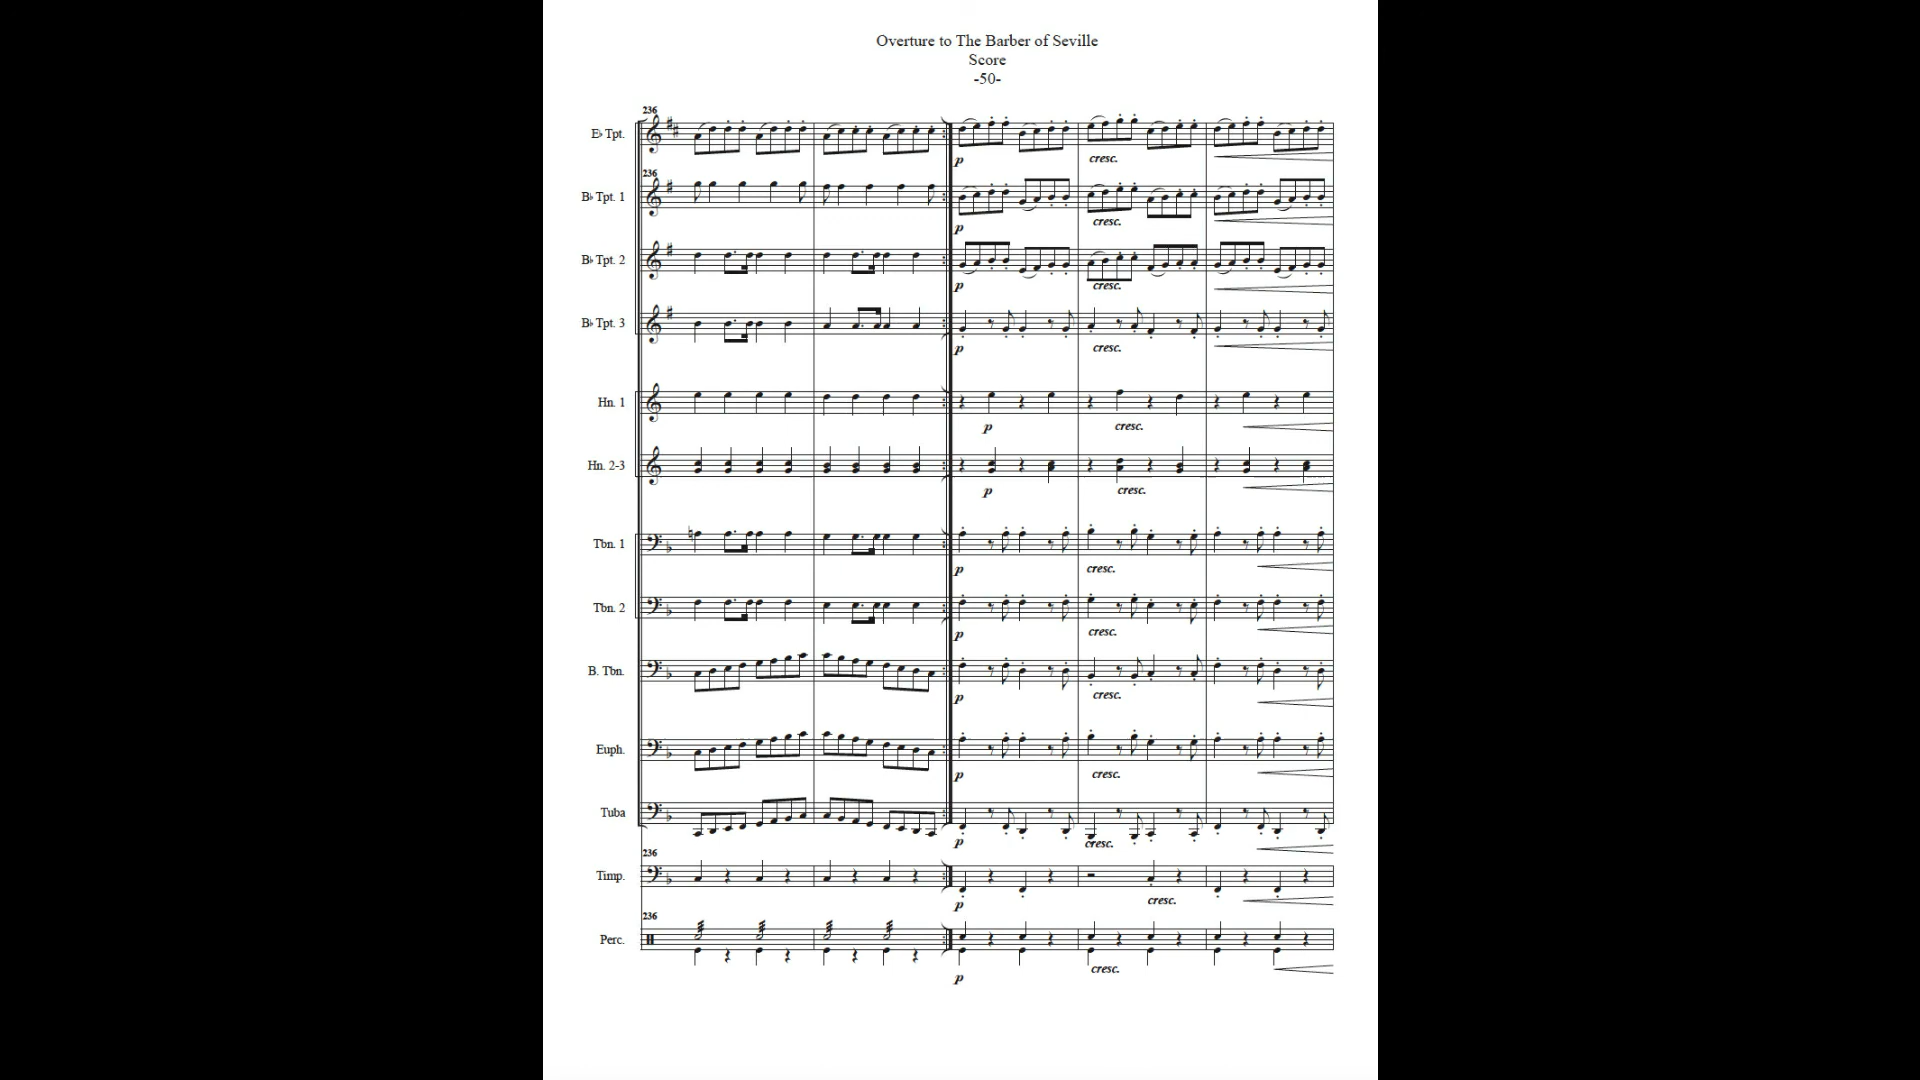 Overture to The Barber of Seville
Score
-50-
236
E♭ Tpt.
p cresc.
236
B♭ Tpt. 1
p cresc.
B♭ Tpt. 2
p cresc.
B♭ Tpt. 3
p cresc.
Hn. 1
p cresc.
Hn. 2-3
p cresc.
Tbn. 1
p cresc.
Tbn. 2
p cresc.
B. Tbn.
p cresc.
Euph.
p cresc.
Tuba
p cresc.
236
Timp.
p cresc.
236
Perc.
p cresc.